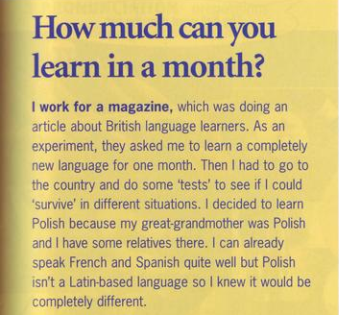 How much can you
learn in a month?
I work for a magazine, which was doing an
article about British language learners. As an
experiment, they asked me to learn a completely
new language for one month. Then I had to go to
the country and do some ‘tests’ to see if I could
‘survive’ in different situations. I decided to learn
Polish because my great-grandmother was Polish
and I have some relatives there. I can already
speak French and Spanish quite well but Polish
isn’t a Latin-based language so I knew it would be
completely different.